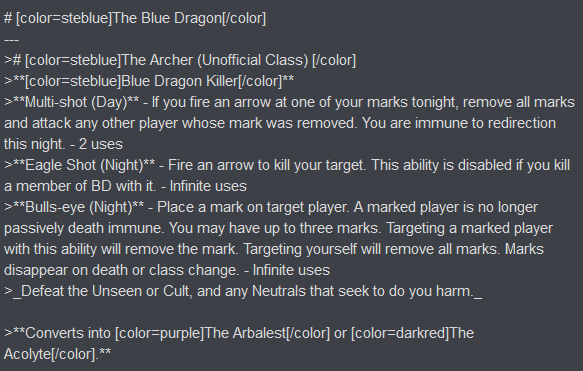 # [color=steblue]The Blue Dragon[/color]
---
># [color=steblue]The Archer (Unofficial Class) [/color]
>**[color=steblue]Blue Dragon Killer[/color]**
>**Multi-shot (Day)** - If you fire an arrow at one of your marks tonight, remove all marks
and attack any other player whose mark was removed. You are immune to redirection
this night. - 2 uses
>**Eagle Shot (Night)** - Fire an arrow to kill your target. This ability is disabled if you kill
a member of BD with it. - Infinite uses
>**Bulls-eye (Night)** - Place a mark on target player. A marked player is no longer
passively death immune. You may have up to three marks. Targeting a marked player
with this ability will remove the mark. Targeting yourself will remove all marks. Marks
disappear on death or class change. - Infinite uses
>_Defeat the Unseen or Cult, and any Neutrals that seek to do you harm._
>**Converts into [color=purple]The Arbalest[/color] or [color=darkred]The
Acolyte[/color].**